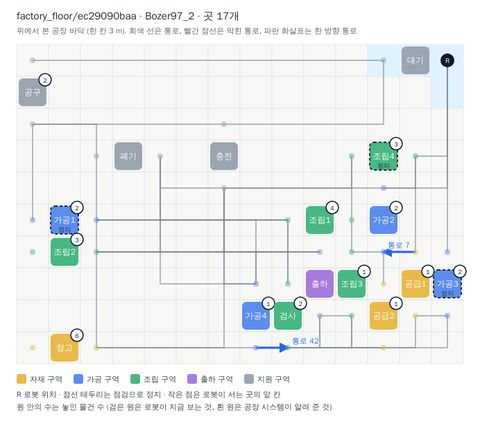 factory_floor/ec29090baa · Bozer97_2 · 곳 17개
위에서 본 공장 바닥 (한 칸 3 m). 회색 선은 통로, 빨간 점선은 막힌 통로, 파란 화살표는 한 방향 통로
대기
R
공구
2
폐기
충전
조립4
3
정지
가공1
2
정지
조립1
4
가공2
2
조립2
3
통로 7
출하
조립3
1
공급1
1
가공3
2
정지
가공4
1
검사
2
공급2
1
통로 42
창고
6
자재 구역
가공 구역
조립 구역
출하 구역
지원 구역
R 로봇 위치 · 점선 테두리는 점검으로 정지 · 작은 점은 로봇이 서는 곳의 앞 칸
원 안의 수는 놓인 물건 수 (검은 원은 로봇이 지금 보는 것, 흰 원은 공장 시스템이 알려 준 것)